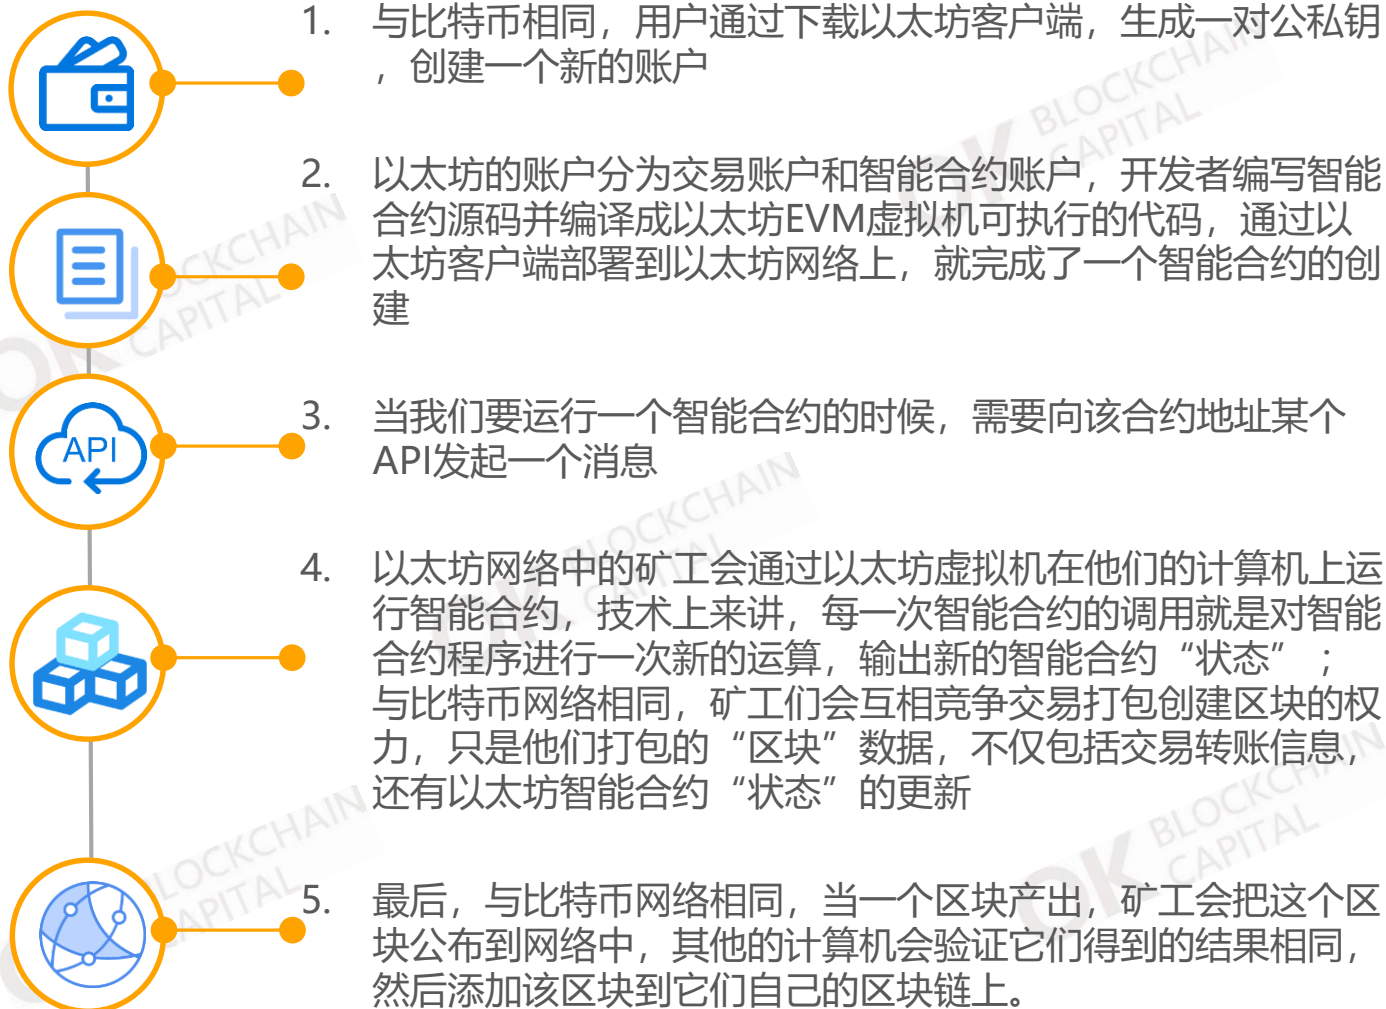 1. 与比特币相同，用户通过下载以太坊客户端，生成一对公私钥
，创建一个新的账户
2. 以太坊的账户分为交易账户和智能合约账户，开发者编写智能
合约源码并编译成以太坊EVM虚拟机可执行的代码，通过以
太坊客户端部署到以太坊网络上，就完成了一个智能合约的创
建
API
3. 当我们要运行一个智能合约的时候，需要向该合约地址某个
API发起一个消息
4. 以太坊网络中的矿工会通过以太坊虚拟机在他们的计算机上运
行智能合约，技术上来讲，每一次智能合约的调用就是对智能
合约程序进行一次新的运算，输出新的智能合约“状态”；
与比特币网络相同，矿工们会互相竞争交易打包创建区块的权
力，只是他们打包的“区块”数据，不仅包括交易转账信息，
还有以太坊智能合约“状态”的更新
5. 最后，与比特币网络相同，当一个区块产出，矿工会把这个区
块公布到网络中，其他的计算机会验证它们得到的结果相同，
然后添加该区块到它们自己的区块链上。
OK BLOCKCHAIN
CAPITAL
OK BLOCKCHAIN
CAPITAL
OK BLOCKCHAIN
CAPITAL
OK BLOCKCHAIN
CAPITAL
OK BLOCKCHAIN
CAPITAL